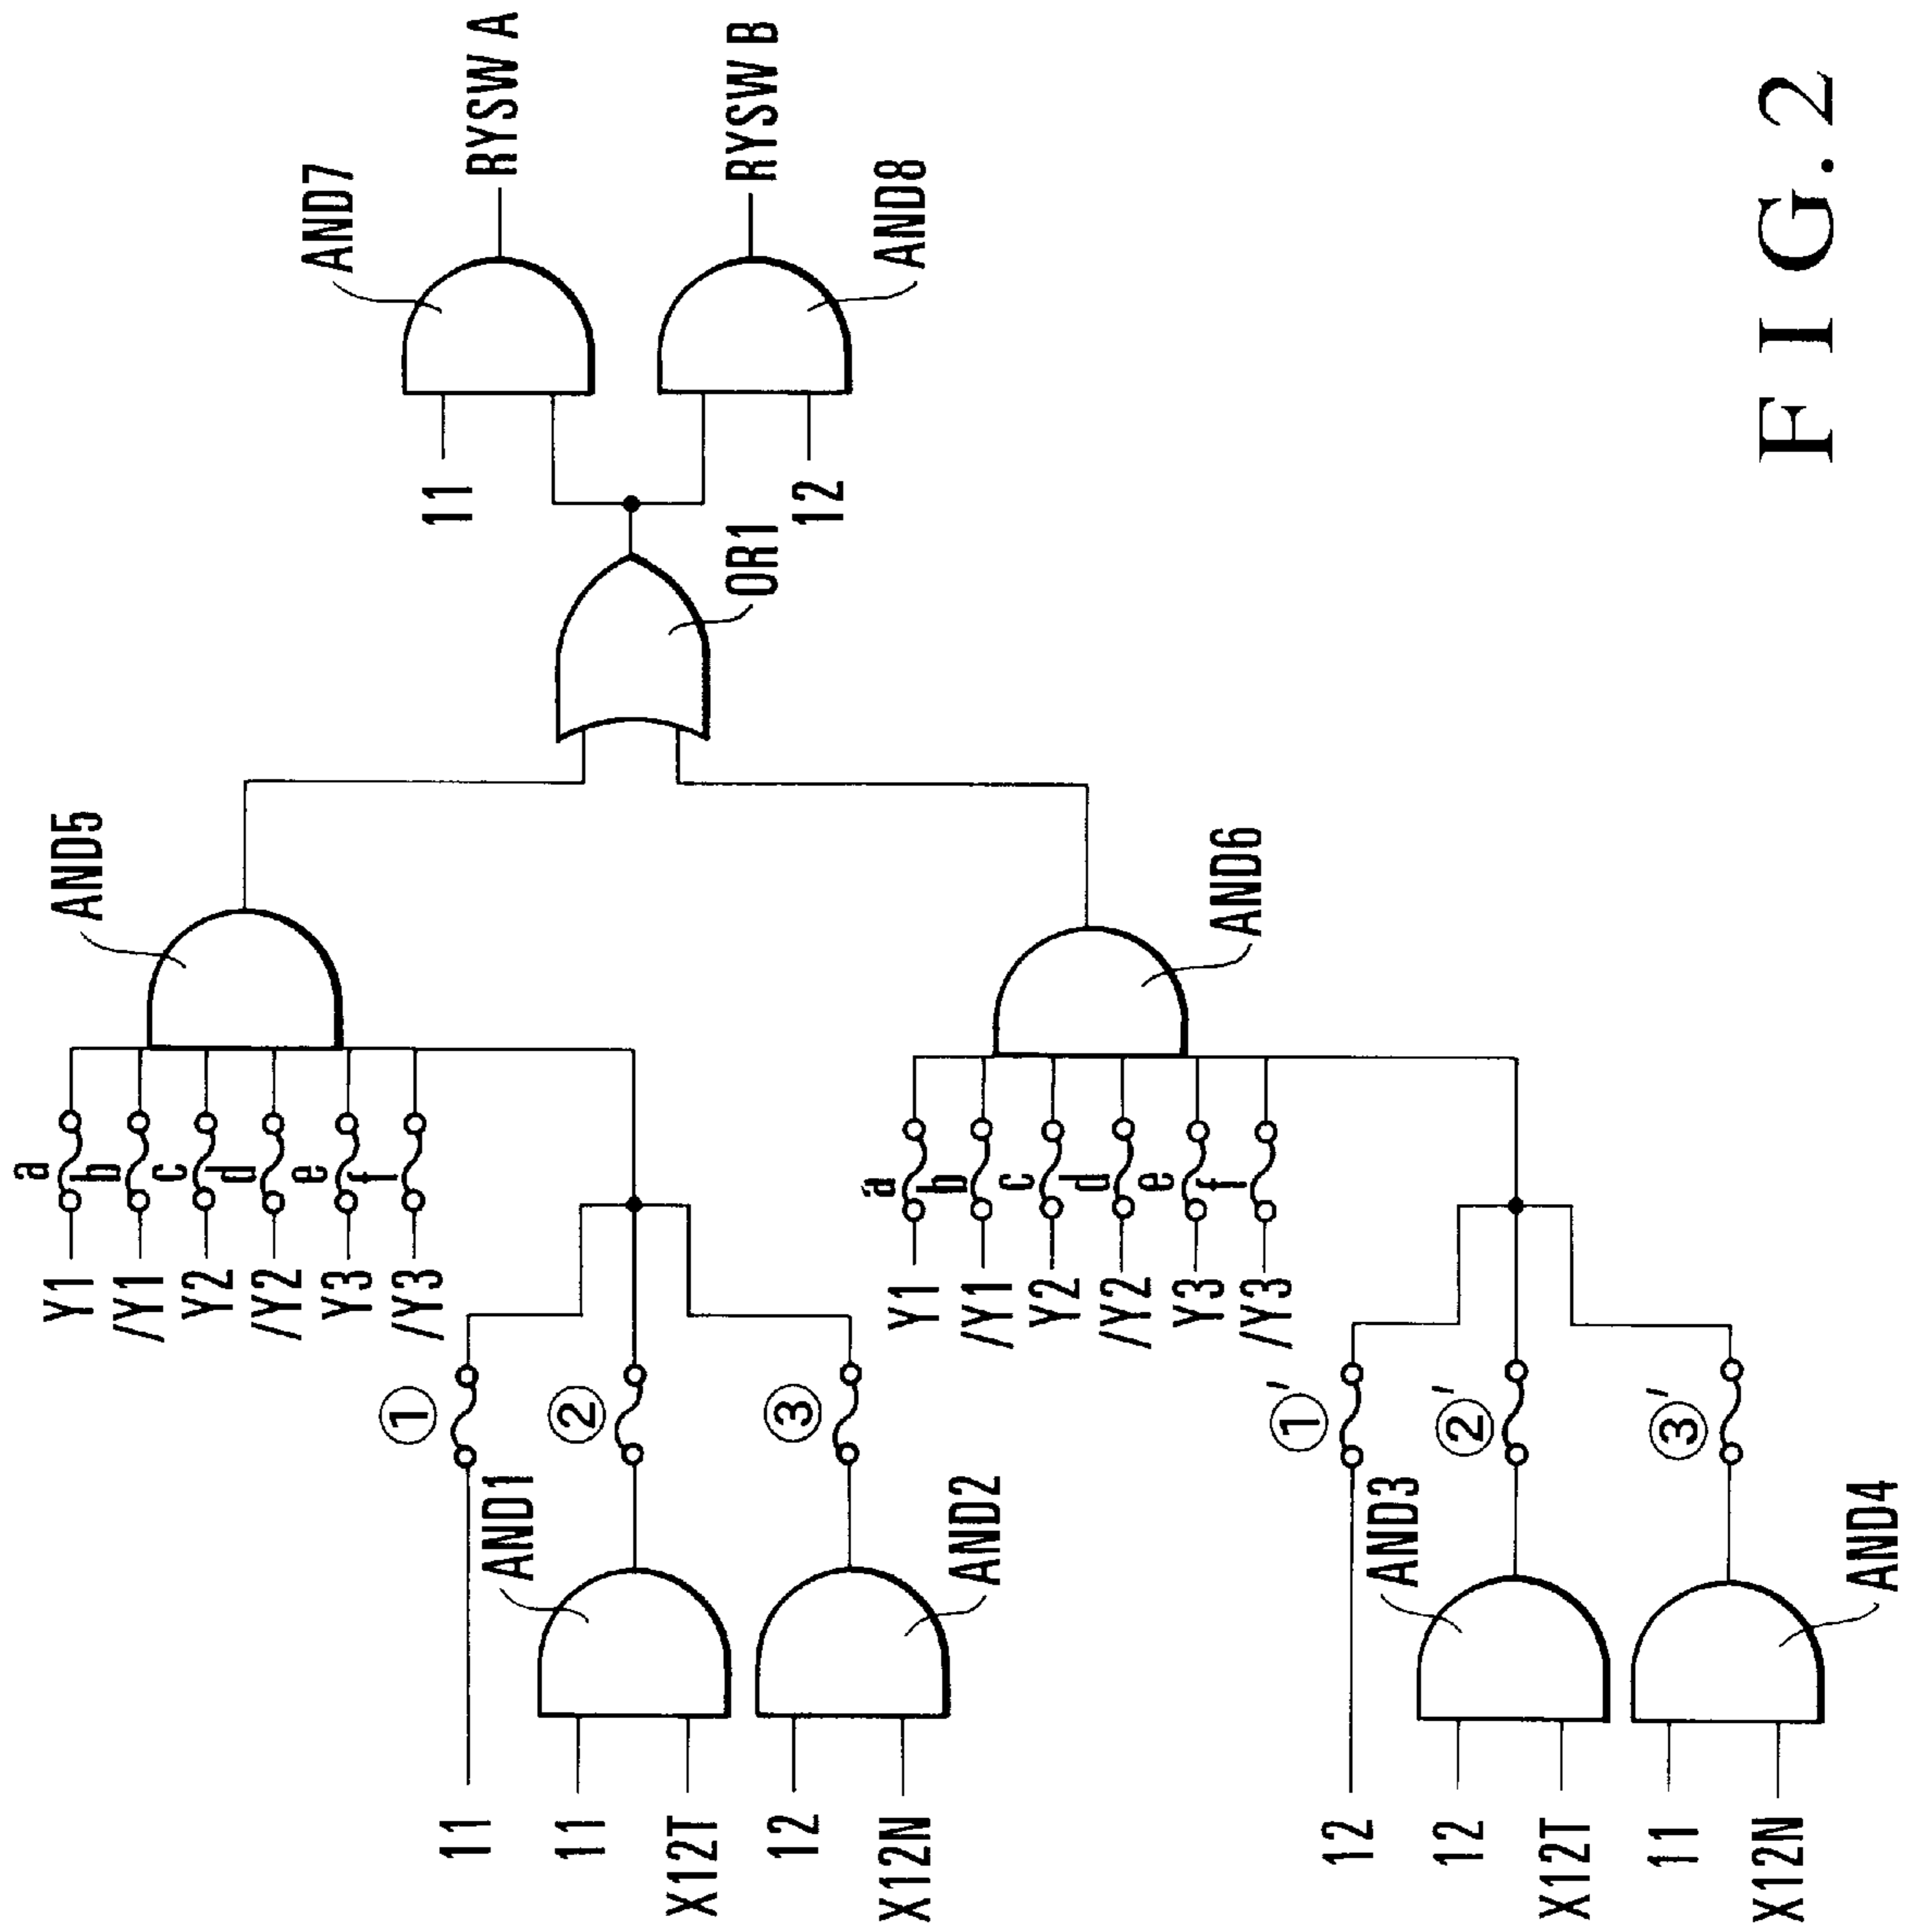 AND5
a
Y1
b
/Y1
c
Y2
d
/Y2
e
Y3
f
/Y3
①
11
AND1
②
11
X12T
③
12
X12N
AND2
AND7
11
RYSW A
OR1
RYSW B
12
AND8
a
Y1
b
/Y1
c
Y2
d
/Y2
e
Y3
f
/Y3
AND6
①'
12
AND3
②'
12
X12T
③'
11
X12N
AND4
FIG.2